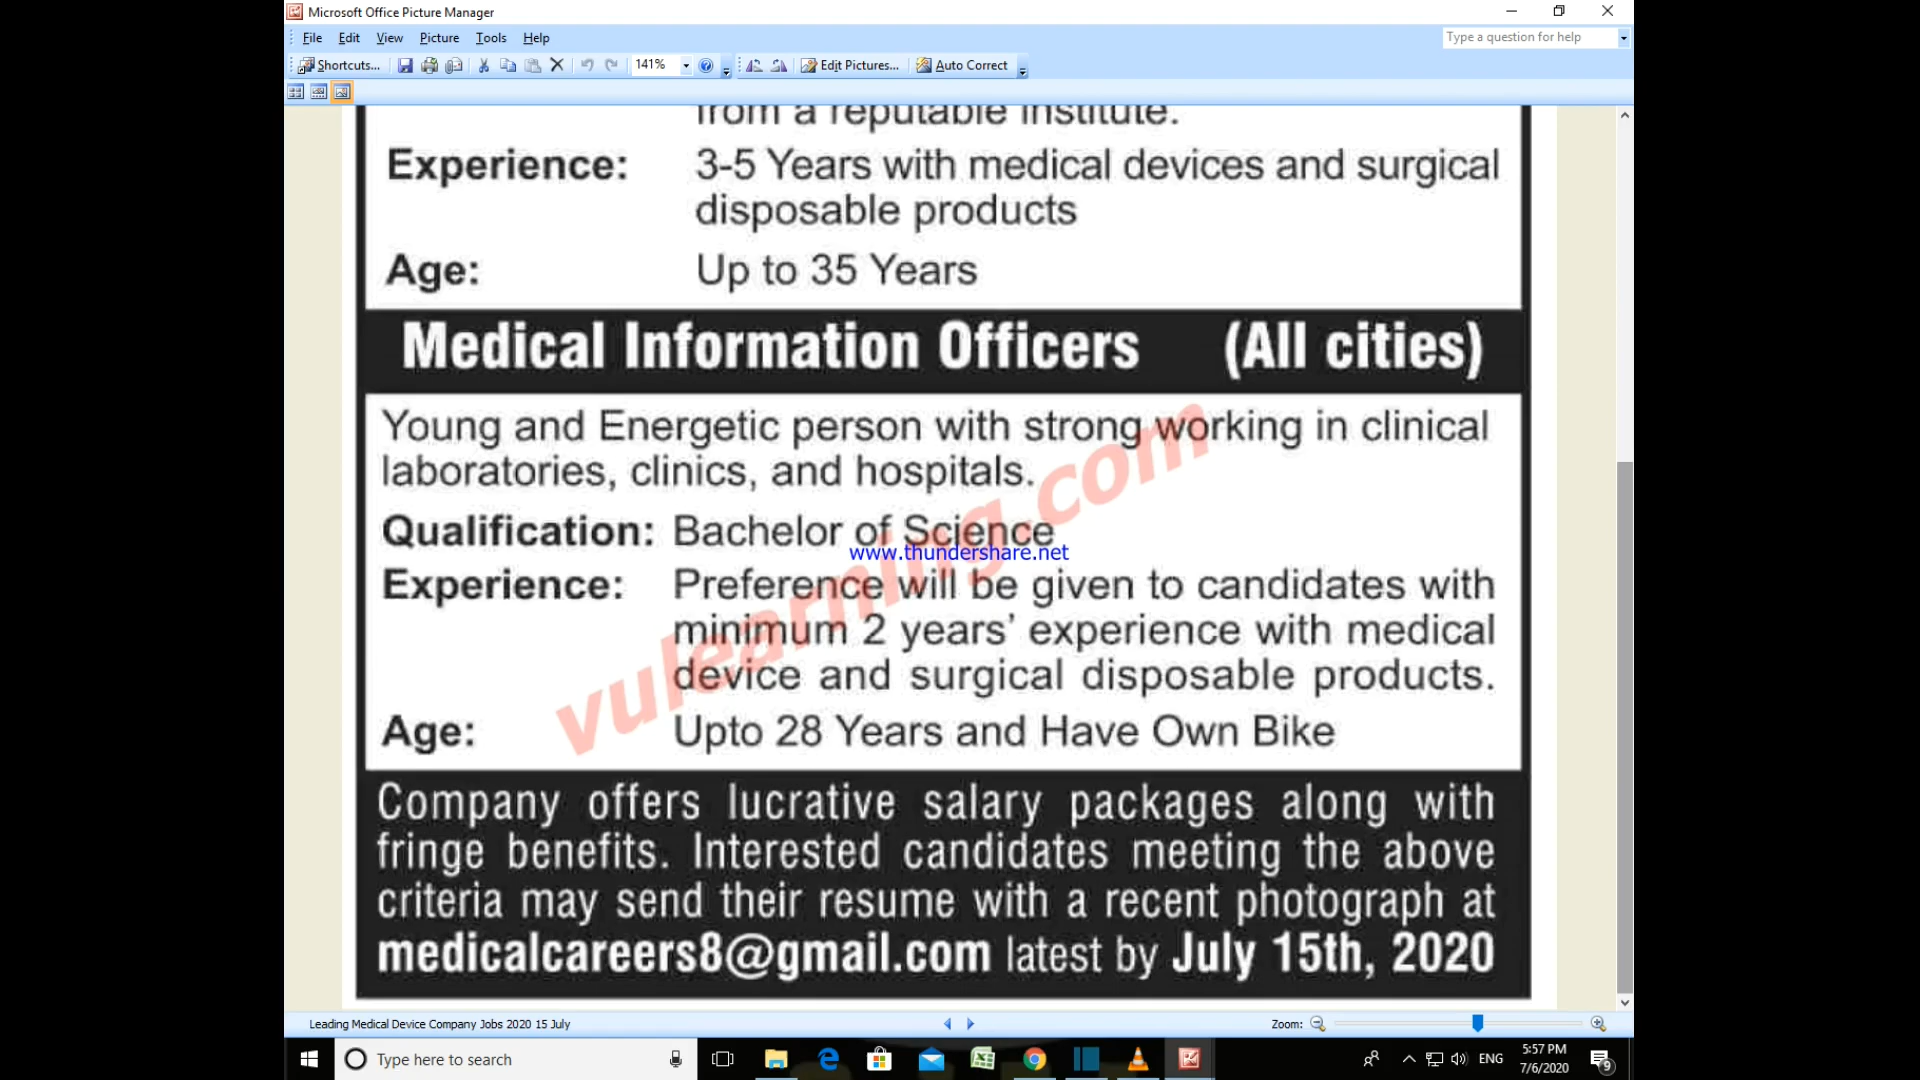 Microsoft Office Picture Manager
File Edit View Picture Tools Help
Type a question for help
Shortcuts... 141% Edit Pictures... Auto Correct
from a reputable institute.
Experience: 3-5 Years with medical devices and surgical
disposable products
Age: Up to 35 Years
Medical Information Officers (All cities)
Young and Energetic person with strong working in clinical
laboratories, clinics, and hospitals.
Qualification: Bachelor of Science
www.thundershare.net
vulearning.com
Experience: Preference will be given to candidates with
minimum 2 years’ experience with medical
device and surgical disposable products.
Age: Upto 28 Years and Have Own Bike
Company offers lucrative salary packages along with
fringe benefits. Interested candidates meeting the above
criteria may send their resume with a recent photograph at
medicalcareers8@gmail.com latest by July 15th, 2020
Leading Medical Device Company Jobs 2020 15 July
Zoom:
Type here to search
ENG
5:57 PM
7/6/2020
9